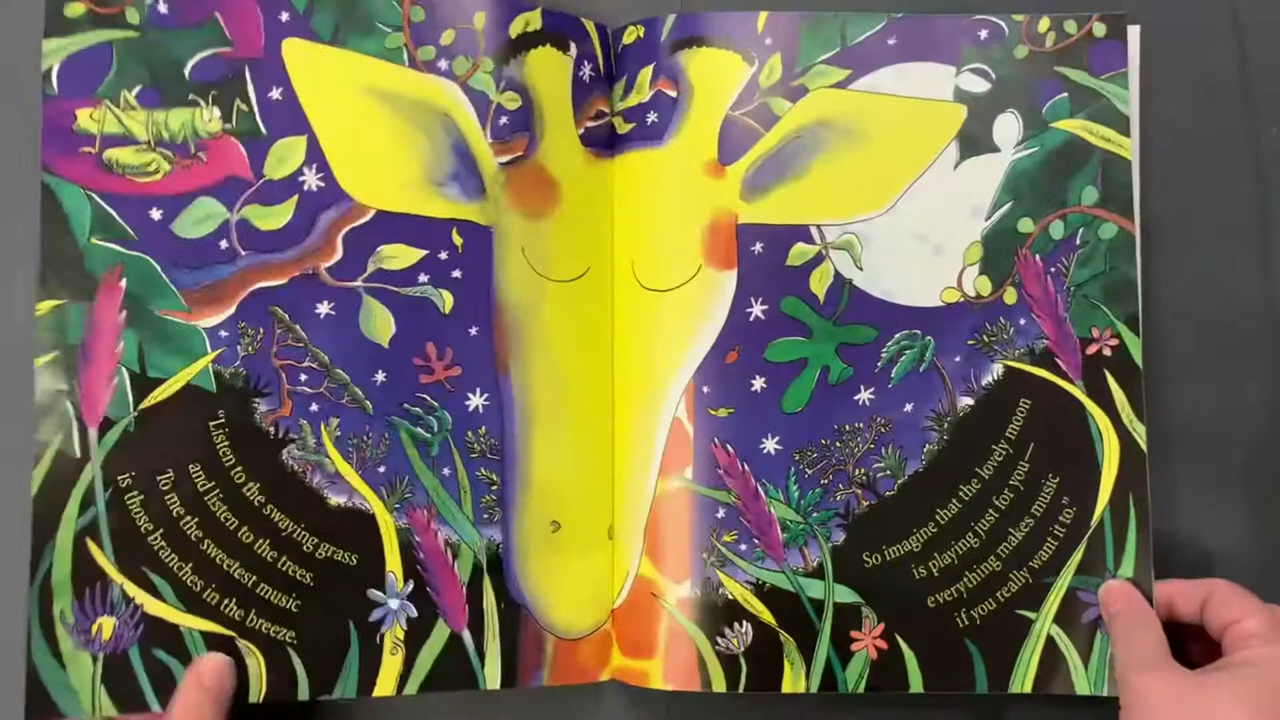 “Listen to the swaying grass
and listen to the trees.
To me the sweetest music
is those branches in the breeze.
So imagine that the lovely moon
is playing just for you—
everything makes music
if you really want it to.”